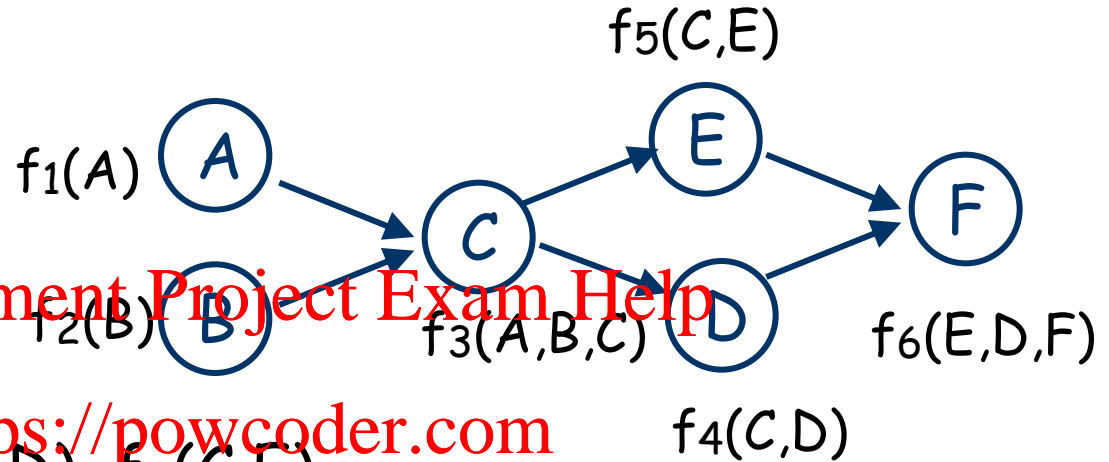 f5(C,E)
E
A
f1(A)
F
C
ment Project Exam Help
f2(B)
B
D
f3(A,B,C)
f6(E,D,F)
f4(C,D)
ps://powcoder.com